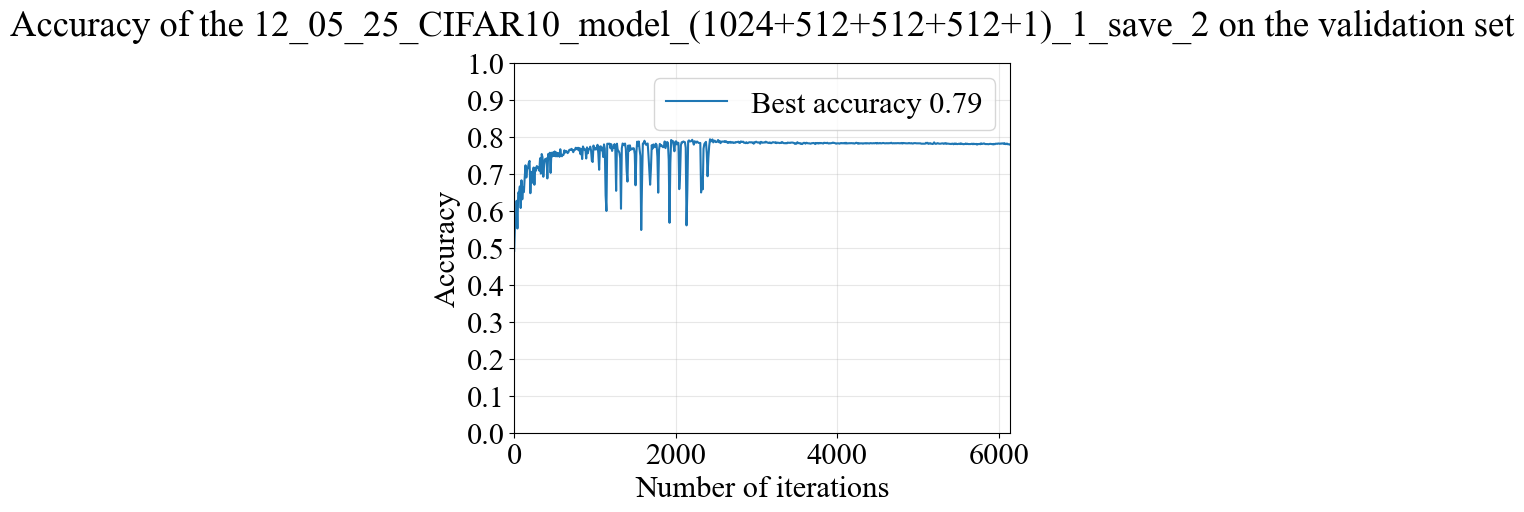 Accuracy of the 12_05_25_CIFAR10_model_(1024+512+512+512+1)_1_save_2 on the validation set
Best accuracy 0.79
Accuracy
1.0
0.9
0.8
0.7
0.6
0.5
0.4
0.3
0.2
0.1
0.0
0 2000 4000 6000
Number of iterations